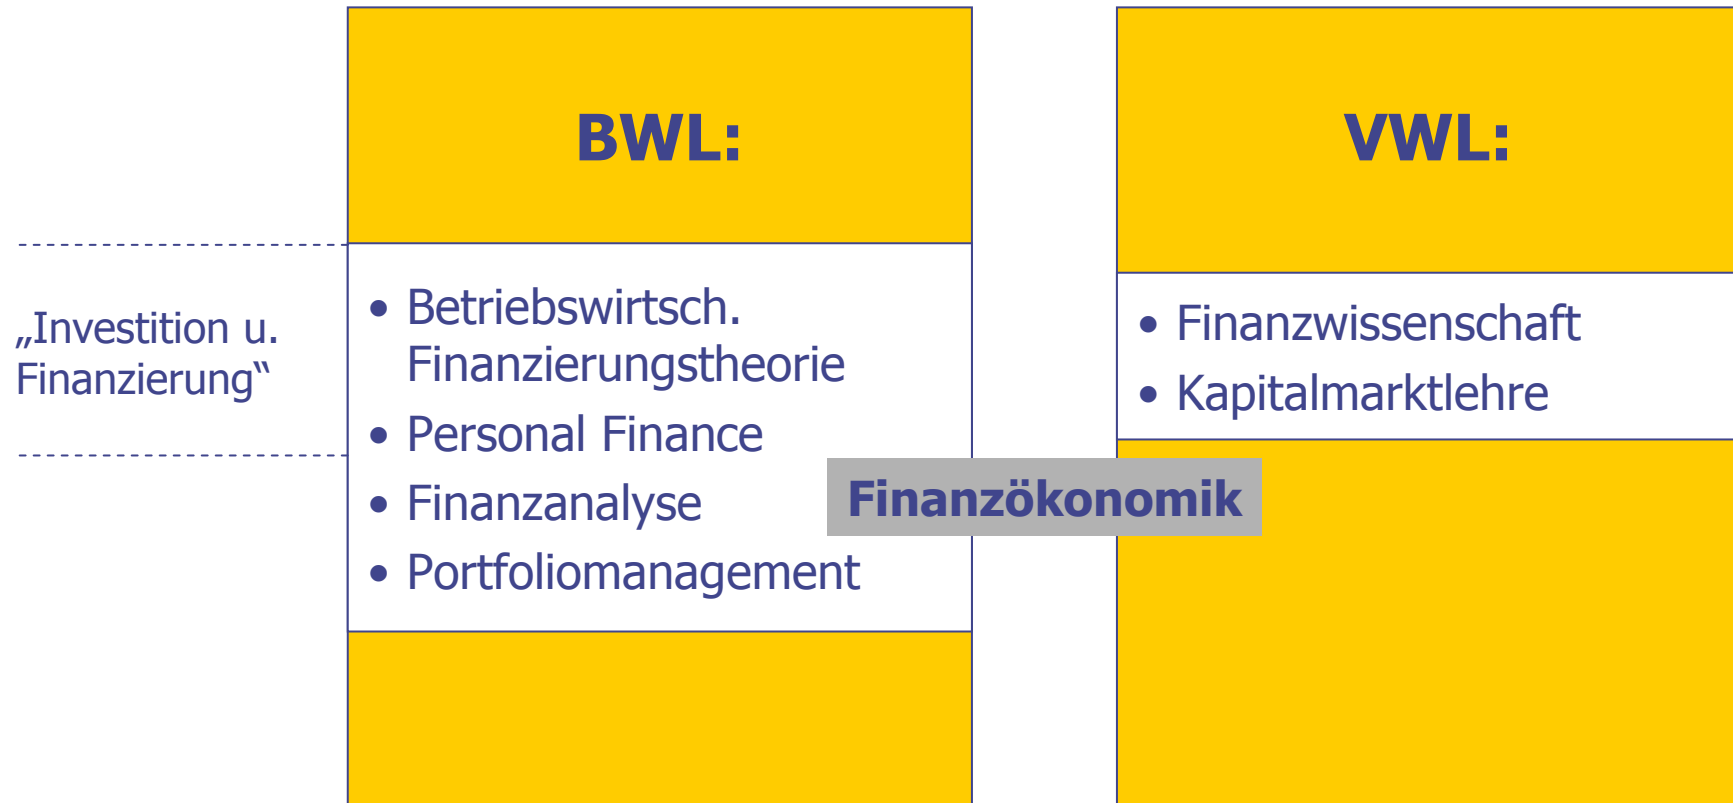 BWL:
VWL:
„Investition u.
Finanzierung“
• Betriebswirtsch.
Finanzierungstheorie
• Personal Finance
• Finanzanalyse
• Portfoliomanagement
• Finanzwissenschaft
• Kapitalmarktlehre
Finanzökonomik